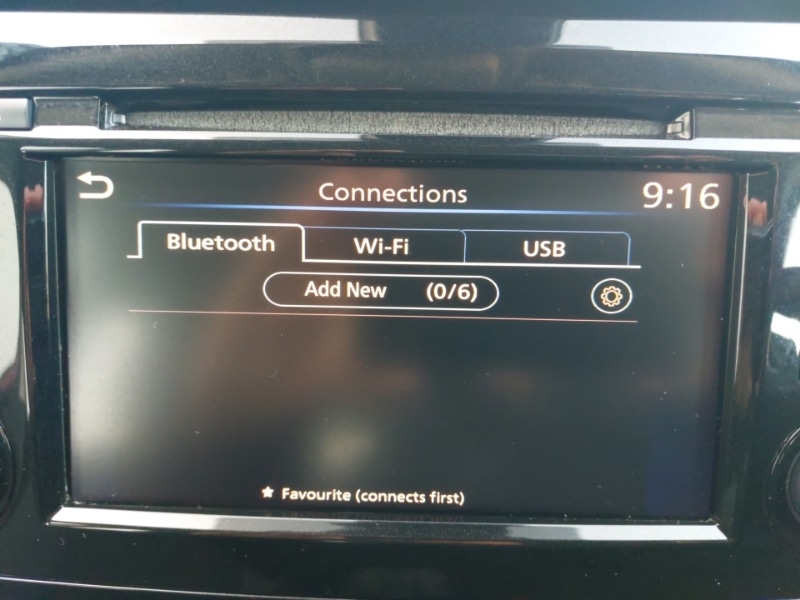 Connections 9:16
Bluetooth Wi-Fi USB
Add New (0/6)
Favourite (connects first)